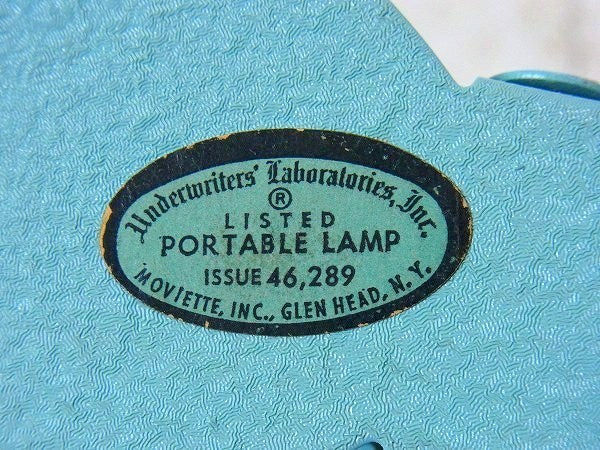 Underwriters' Laboratories, Inc.
®
LISTED
PORTABLE LAMP
ISSUE 46,289
MOVIETTE, INC., GLEN HEAD, N.Y.